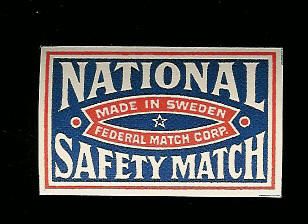 NATIONAL
MADE IN SWEDEN
FEDERAL MATCH CORP.
SAFETY MATCH